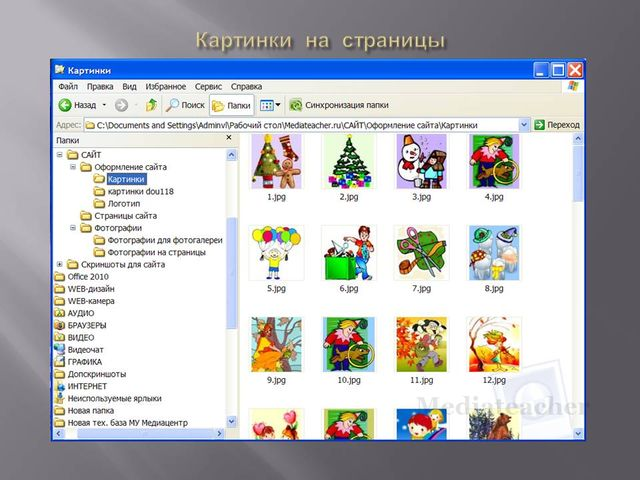 Картинки на страницы
Картинки
Файл Правка Вид Избранное Сервис Справка
Назад Поиск Папки Синхронизация папки
Адрес: C:\Documents and Settings\Adminvl\Рабочий стол\Mediateacher.ru\САЙТ\Оформление сайта\Картинки Переход
Папки
САЙТ
Оформление сайта
Картинки
картинки dou118
Логотип
Страницы сайта
Фотографии
Фотографии для фотогалереи
Фотографии на страницы
Скриншоты для сайта
Office 2010
WEB-дизайн
WEB-камера
АУДИО
БРАУЗЕРЫ
ВИДЕО
Видеочат
ГРАФИКА
Допскриншоты
ИНТЕРНЕТ
Неиспользуемые ярлыки
Новая папка
Новая тех. база МУ Медиацентр
1.jpg 2.jpg 3.jpg 4.jpg
5.jpg 6.jpg 7.jpg 8.jpg
9.jpg 10.jpg 11.jpg 12.jpg
Mediateacher